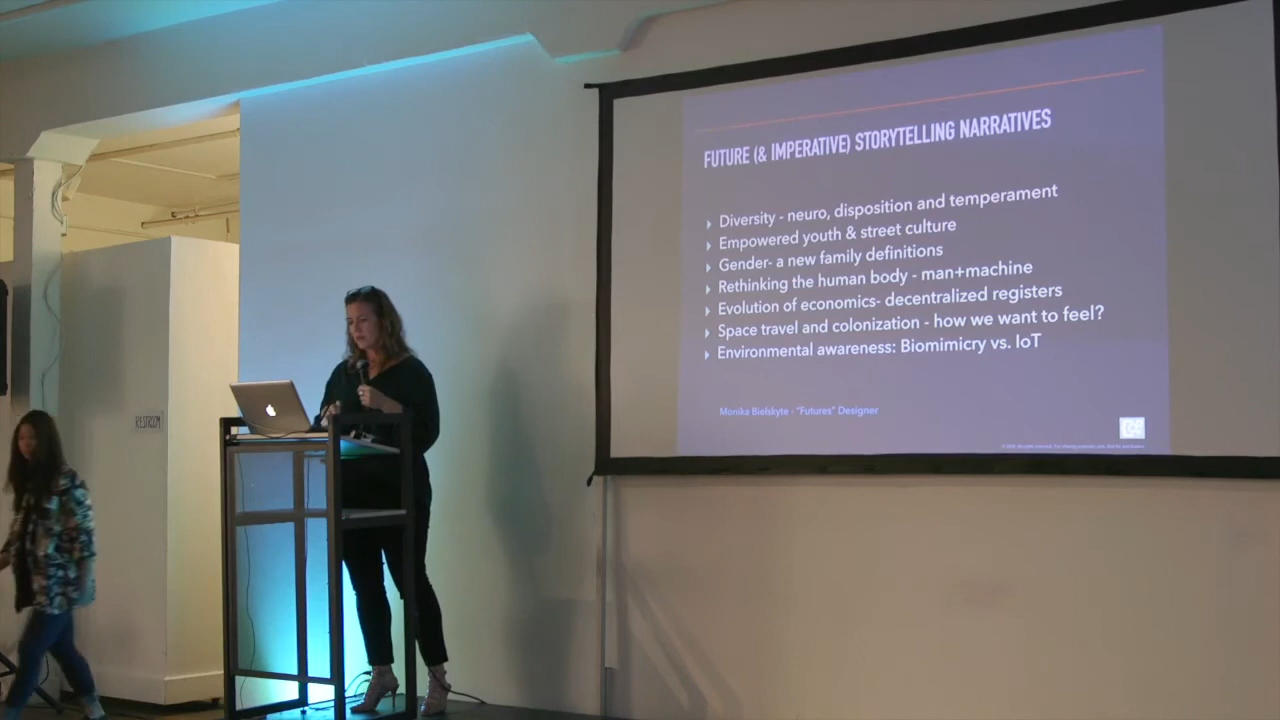 FUTURE (& IMPERATIVE) STORYTELLING NARRATIVES
Diversity - neuro, disposition and temperament
Empowered youth & street culture
Gender- a new family definitions
Rethinking the human body - man+machine
Evolution of economics- decentralized registers
Space travel and colonization - how we want to feel?
Environmental awareness: Biomimicry vs. IoT
Monika Bielskyte - "Futures" Designer
RESTROOM